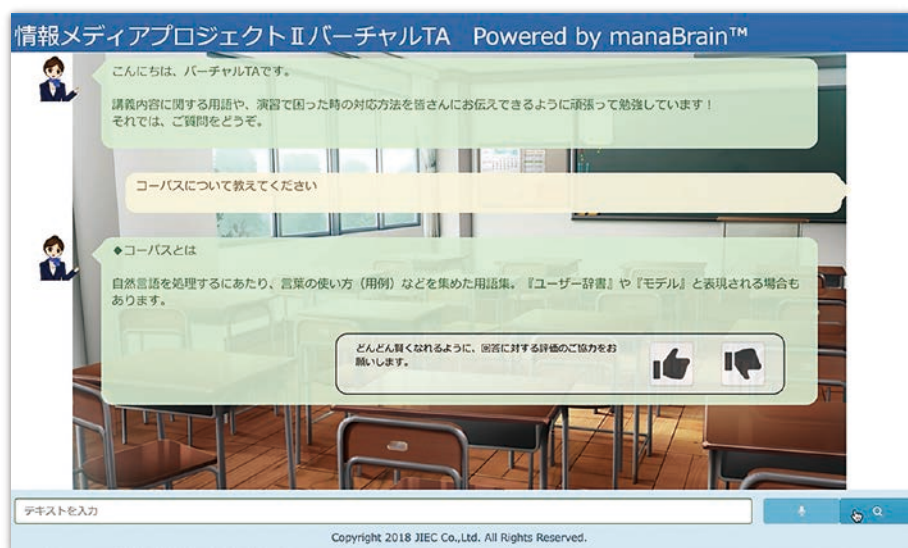 情報メディアプロジェクトⅡバーチャルTA Powered by manaBrain™
こんにちは、バーチャルTAです。
講義内容に関する用語や、演習で困った時の対応方法を皆さんにお伝えできるように頑張って勉強しています！
それでは、ご質問をどうぞ。
コーパスについて教えてください
◆コーパスとは
自然言語を処理するにあたり、言葉の使い方（用例）などを集めた用語集。『ユーザー辞書』や『モデル』と表現される場合も
あります。
どんどん賢くなれるように、回答に対する評価のご協力をお
願いします。
テキストを入力
Copyright 2018 JIEC Co.,Ltd. All Rights Reserved.